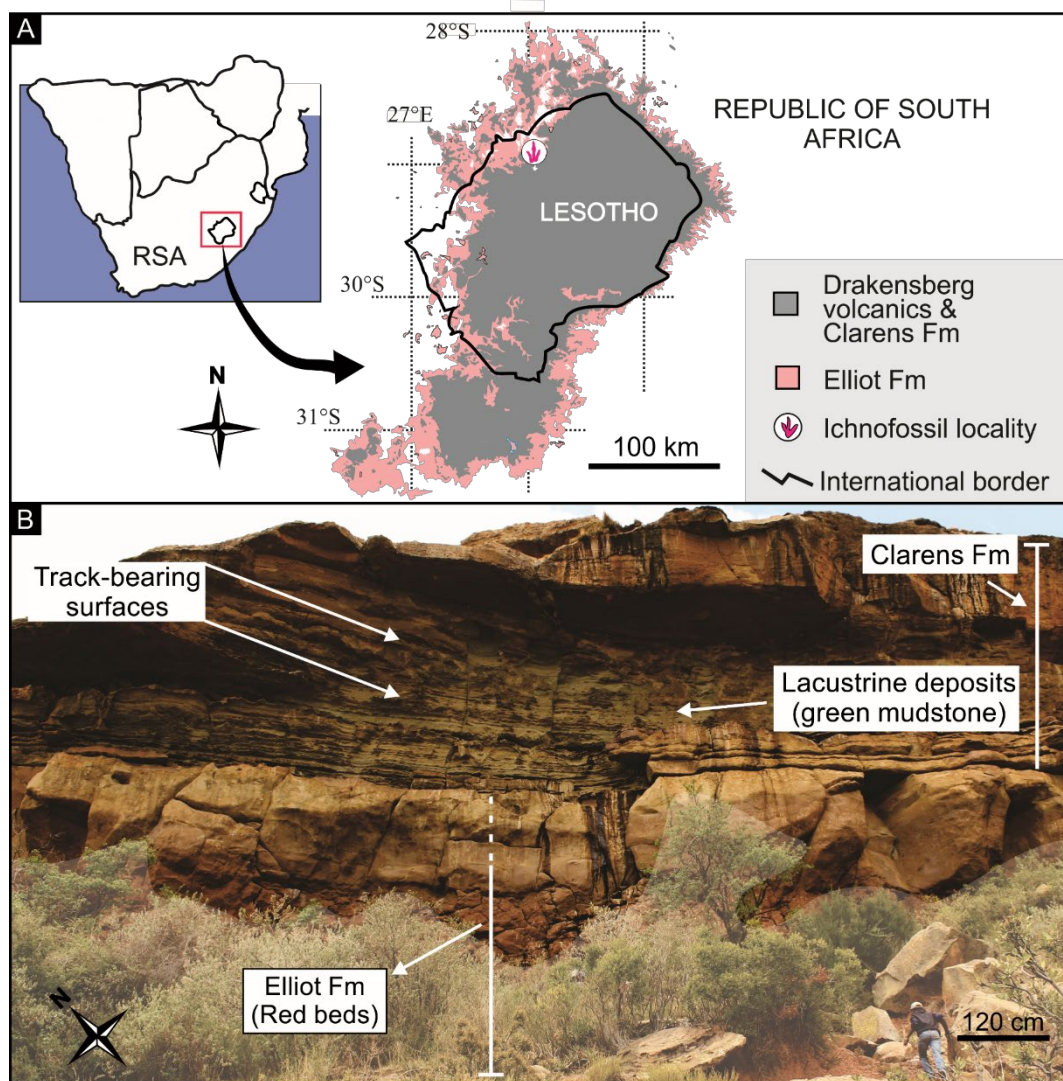 A
28°S
27°E
REPUBLIC OF SOUTH
AFRICA
LESOTHO
RSA
30°S
Drakensberg
volcanics &
Clarens Fm
Elliot Fm
Ichnofossil locality
International border
N
31°S
100 km
B
Track-bearing
surfaces
Clarens Fm
Lacustrine deposits
(green mudstone)
Elliot Fm
(Red beds)
N
120 cm